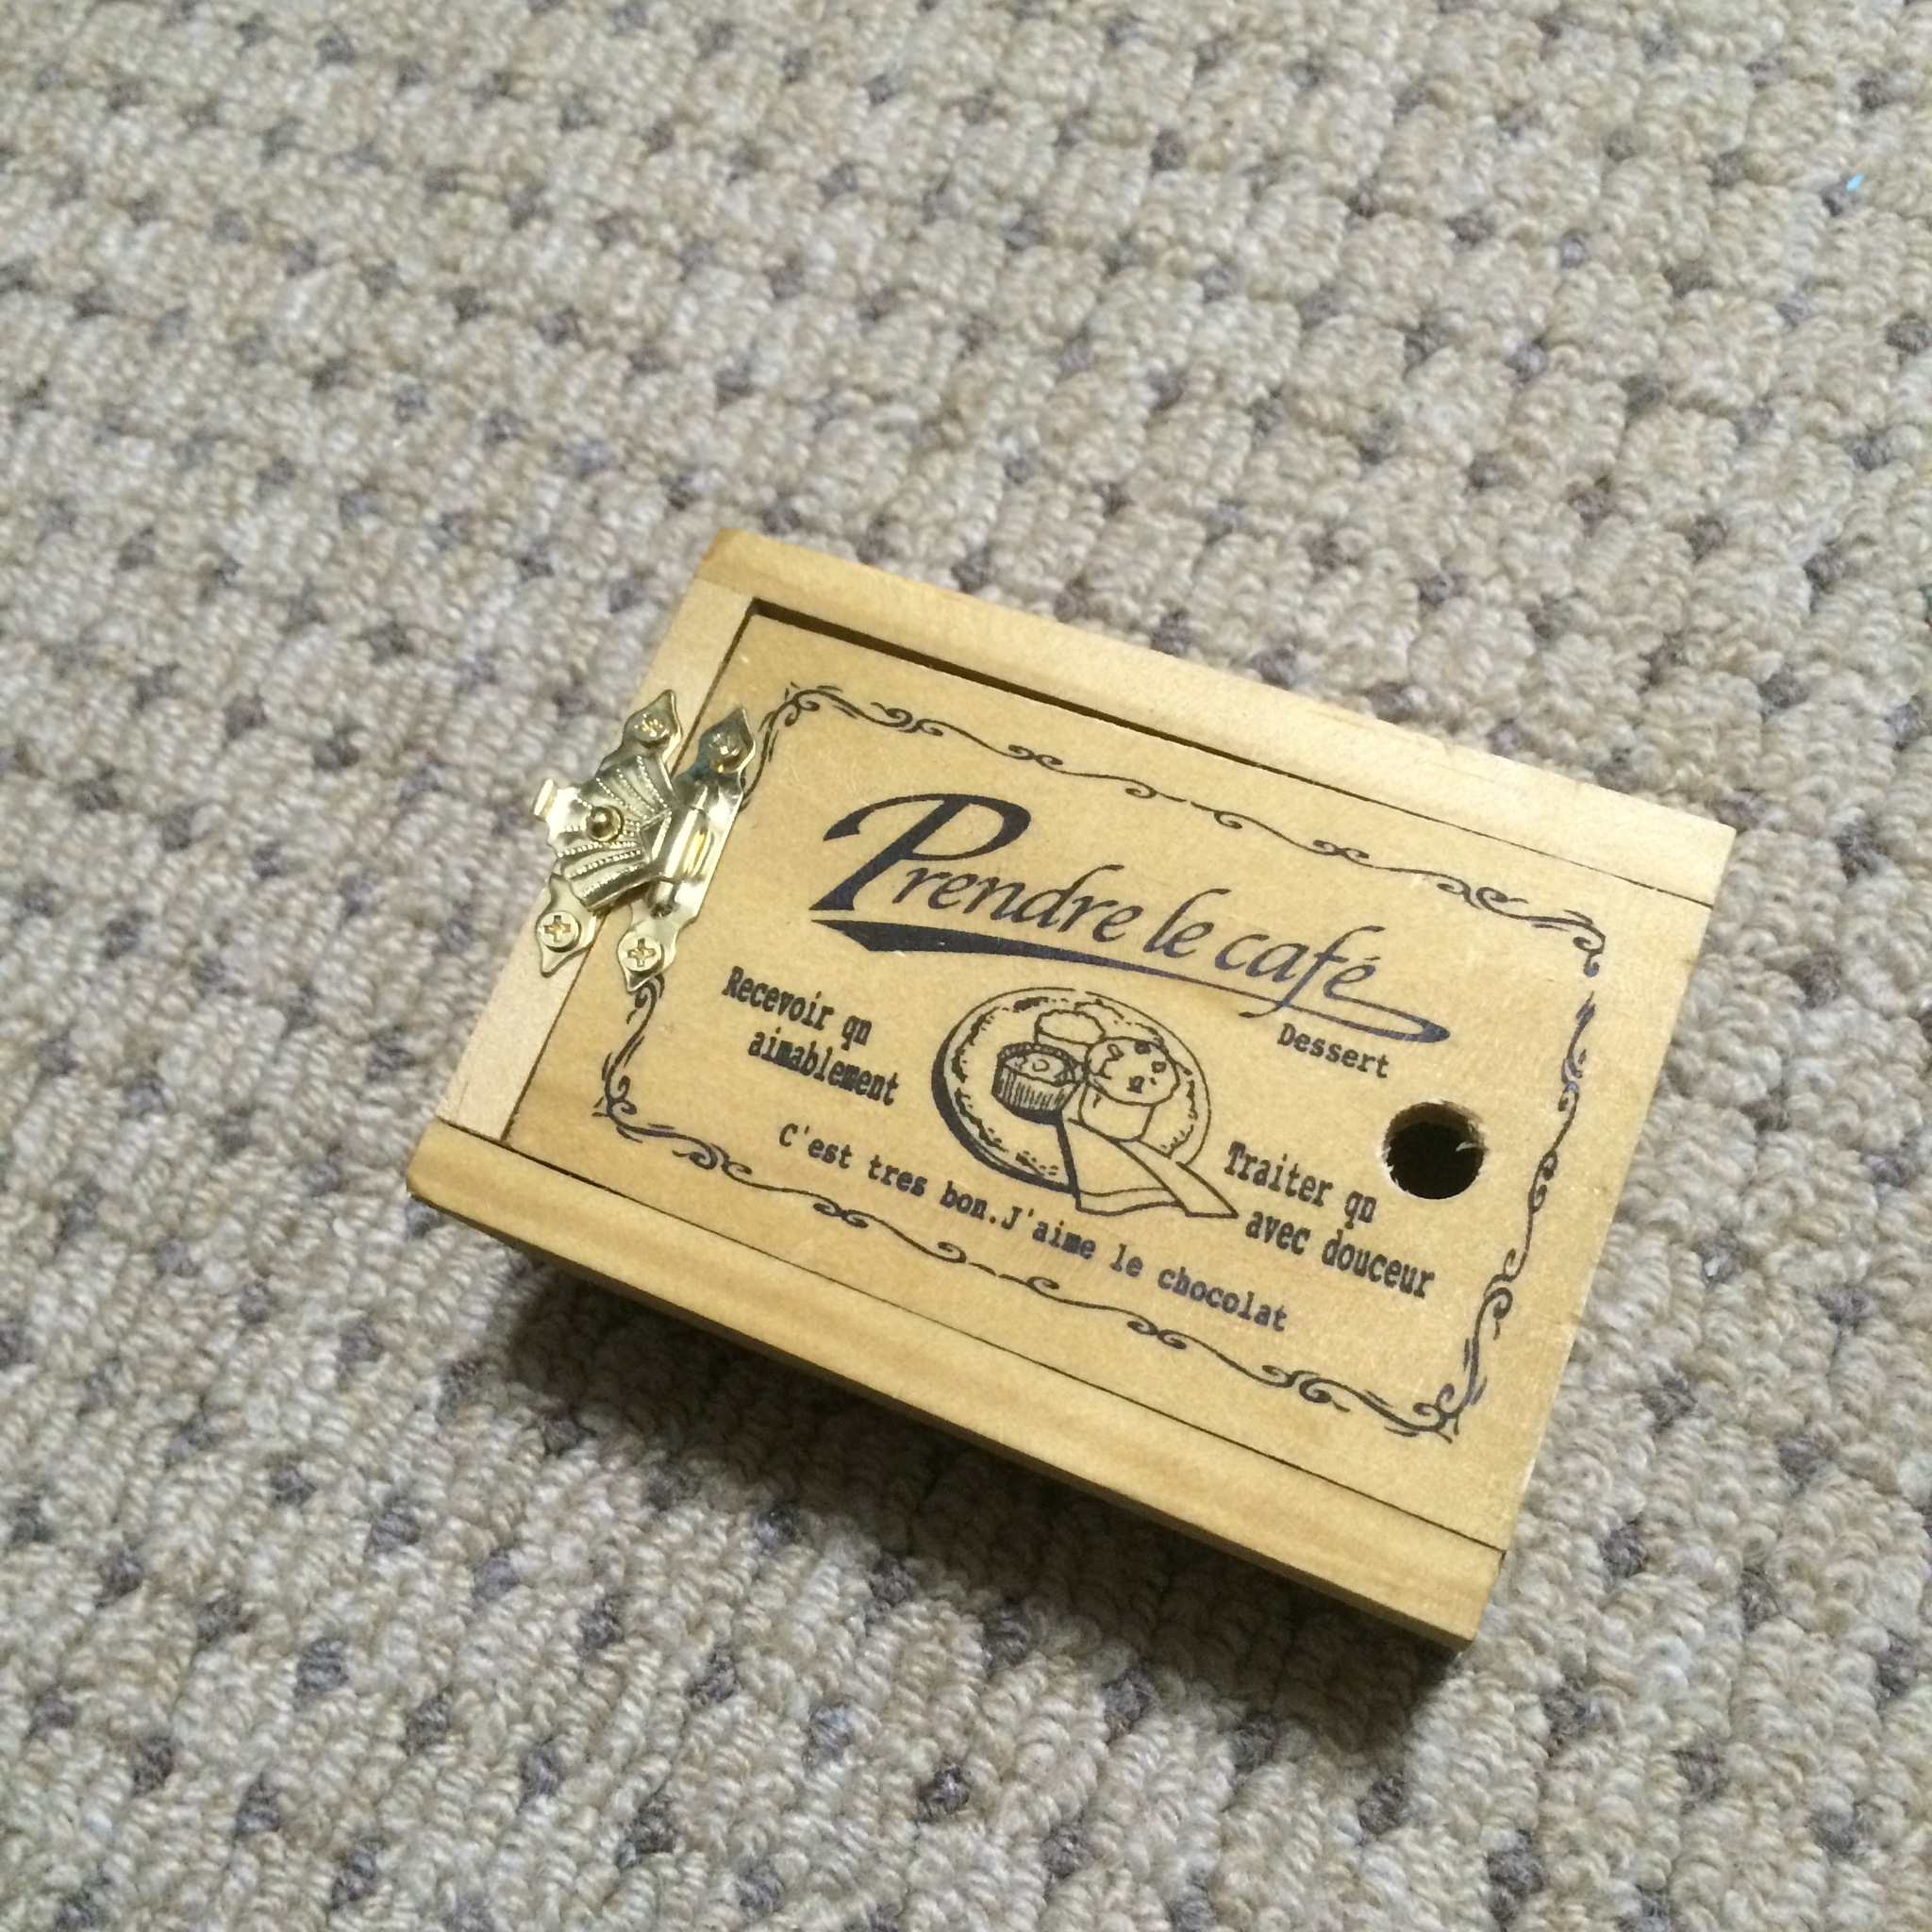 Prendre le café
Dessert
Recevoir qn
aimablement
Traiter qn
avec douceur
C'est tres bon.J'aime le chocolat